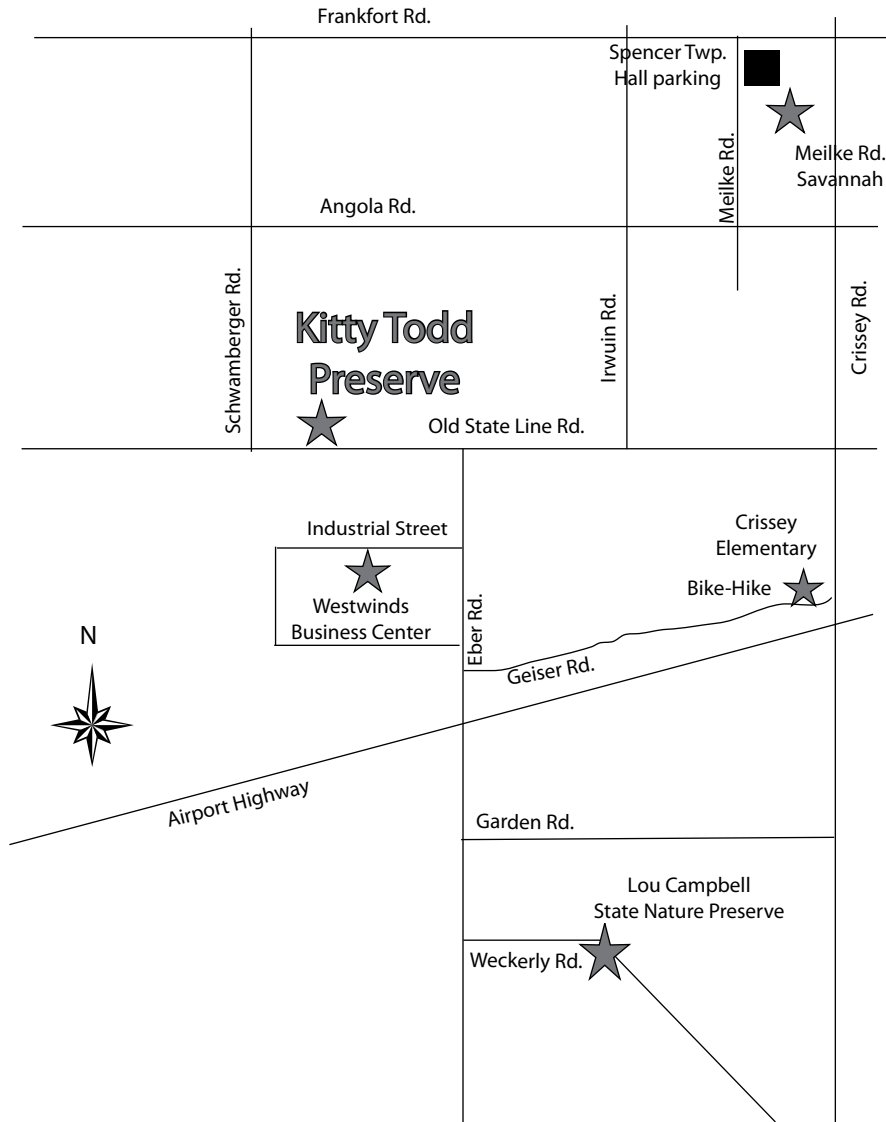 Frankfort Rd.
Spencer Twp.
Hall parking
Meilke Rd.
Meilke Rd.
Savannah
Angola Rd.
Schwamberger Rd.
Kitty Todd
Preserve
Irwuin Rd.
Crissey Rd.
Old State Line Rd.
Industrial Street
Westwinds
Business Center
Eber Rd.
Crissey
Elementary
Bike-Hike
Geiser Rd.
N
Airport Highway
Garden Rd.
Lou Campbell
State Nature Preserve
Weckerly Rd.